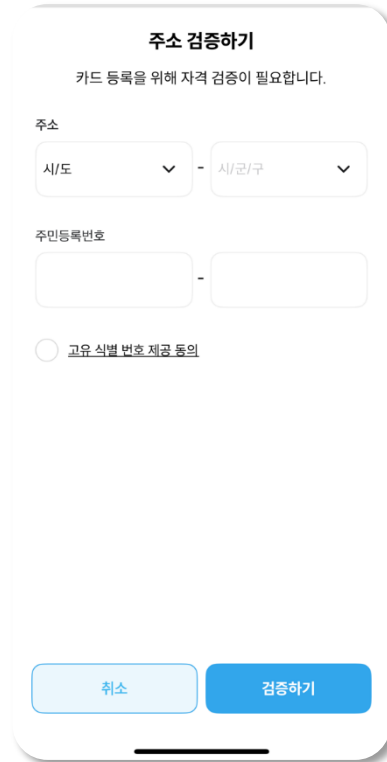 주소 검증하기
카드 등록을 위해 자격 검증이 필요합니다.
주소
시/도 - 시/군/구
주민등록번호
-
고유 식별 번호 제공 동의
취소 검증하기